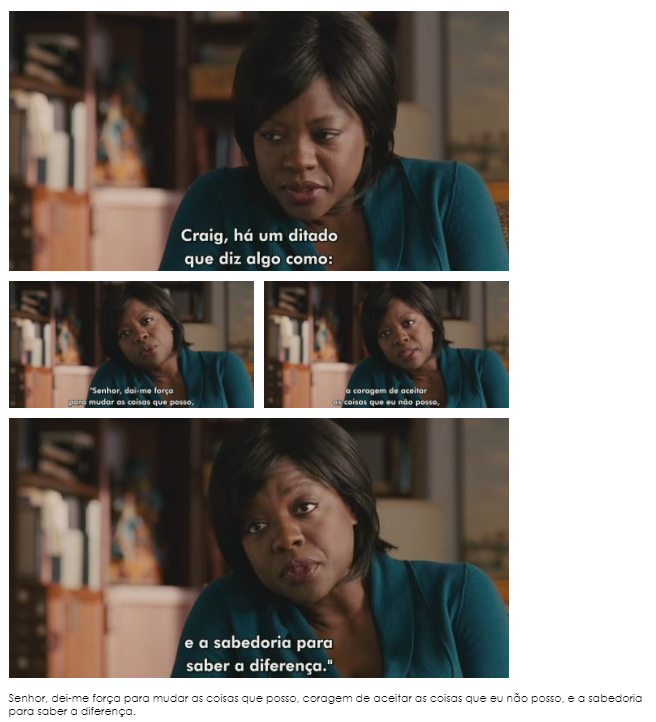 Craig, há um ditado
que diz algo como:
"Senhor, dai-me força
para mudar as coisas que posso,
a coragem de aceitar
as coisas que eu não posso,
e a sabedoria para
saber a diferença."
Senhor, dei-me força para mudar as coisas que posso, coragem de aceitar as coisas que eu não posso, e a sabedoria
para saber a diferença.